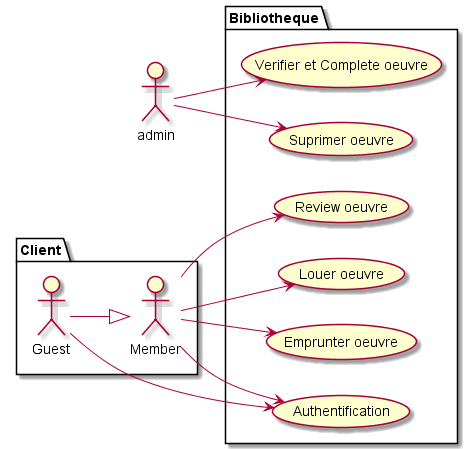 Bibliotheque
Verifier et Complete oeuvre
admin
Suprimer oeuvre
Review oeuvre
Client
Louer oeuvre
Guest
Member
Emprunter oeuvre
Authentification